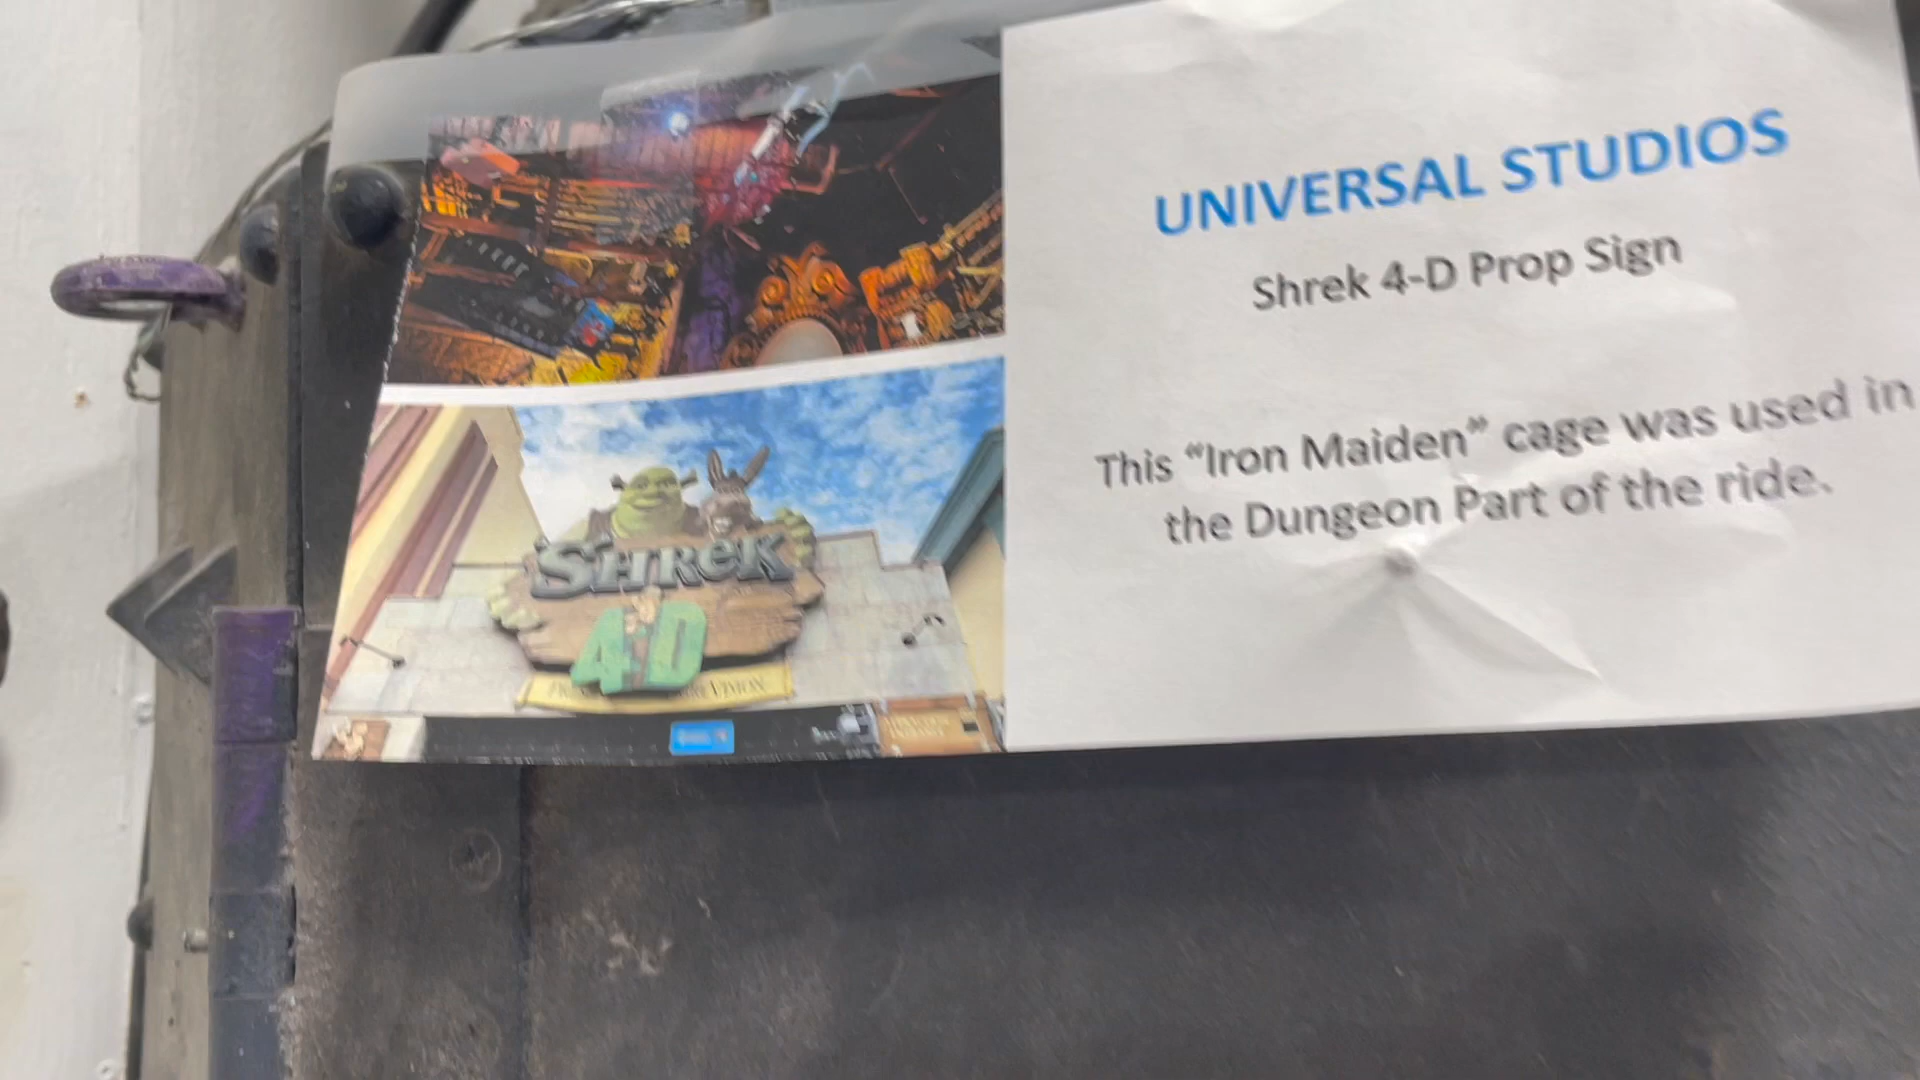 UNIVERSAL STUDIOS
Shrek 4-D Prop Sign
This “Iron Maiden” cage was used in
the Dungeon Part of the ride.
SHREK
4-D
VISION